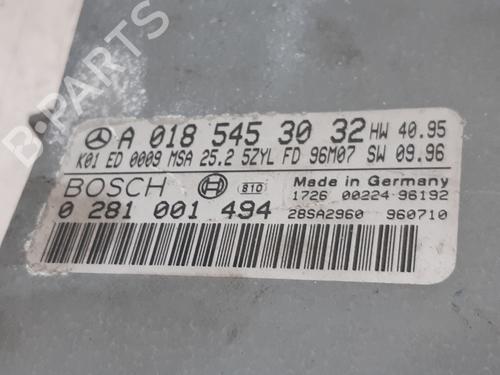 B-Parts
A 018 545 30 32 HW 40.95
K01 ED 0009 MSA 25.2 5ZYL FD 96M07 SW 09.96
BOSCH 810 Made in Germany
1726 00224 96192
0 281 001 494 28SA2960 960710